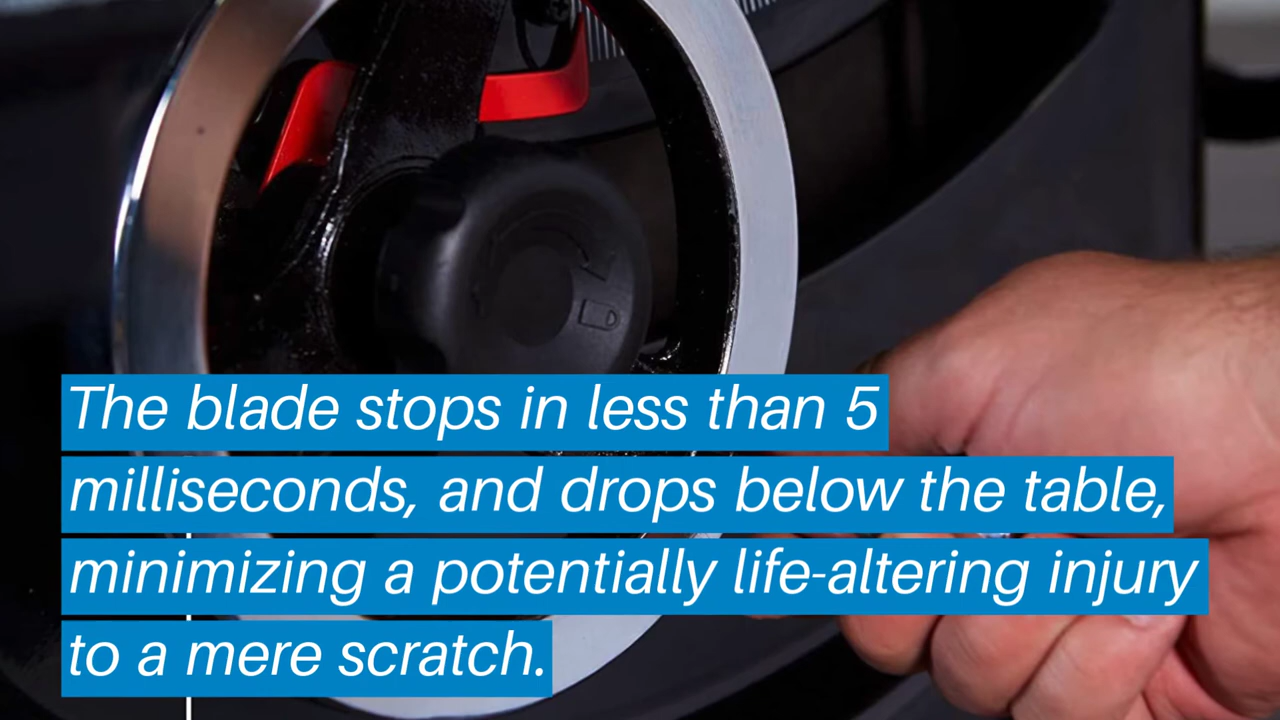 The blade stops in less than 5
milliseconds, and drops below the table,
minimizing a potentially life-altering injury
to a mere scratch.